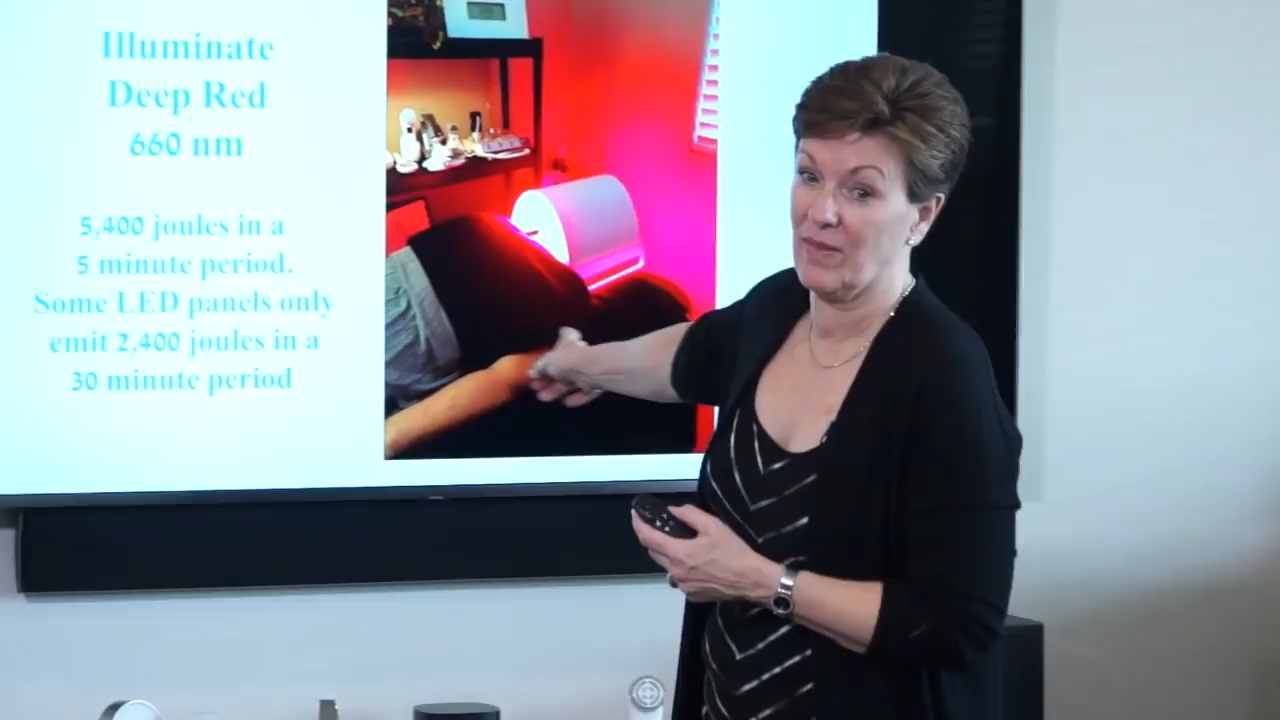 Illuminate
Deep Red
660 nm
5,400 joules in a
5 minute period.
Some LED panels only
emit 2,400 joules in a
30 minute period